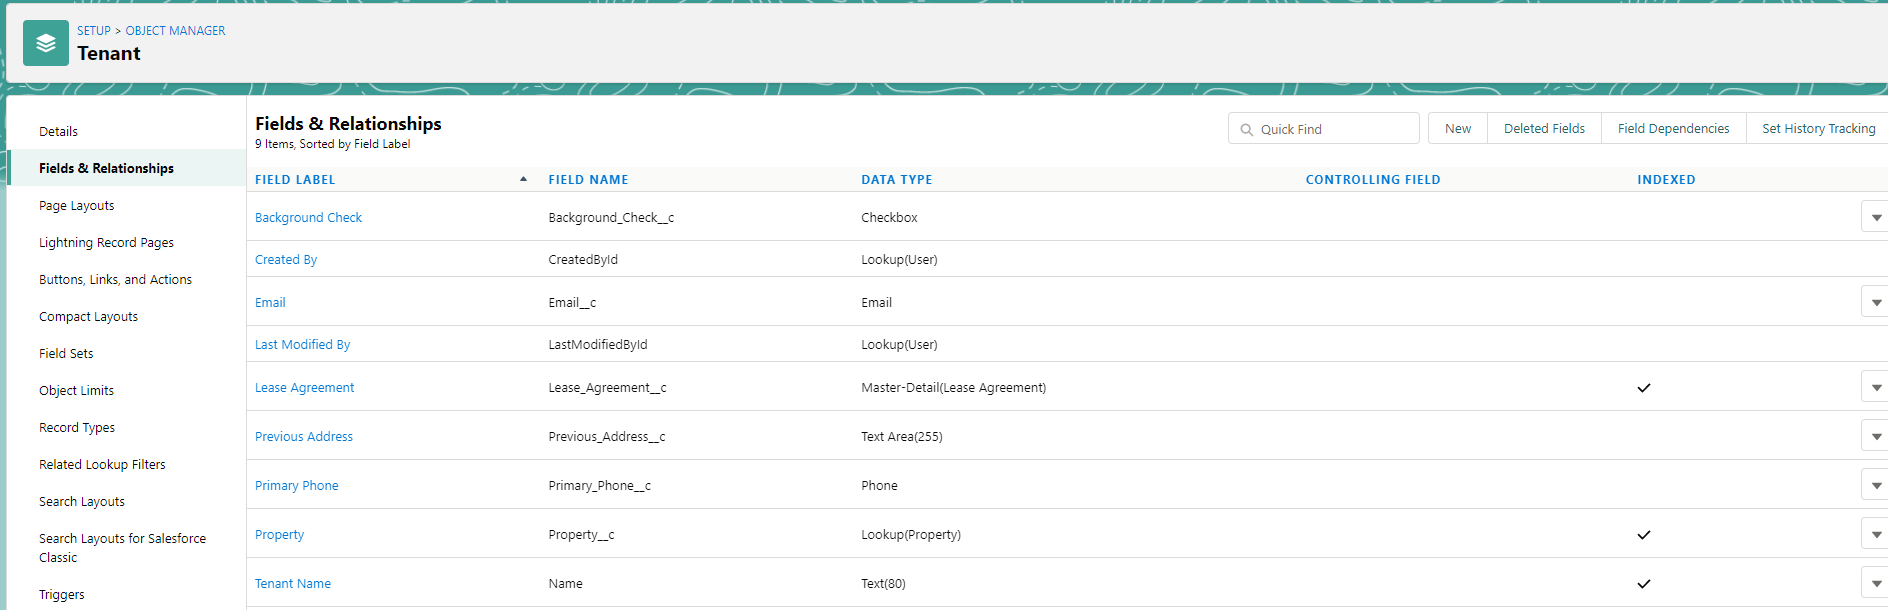 SETUP > OBJECT MANAGER
Tenant
Details
Fields & Relationships
Page Layouts
Lightning Record Pages
Buttons, Links, and Actions
Compact Layouts
Field Sets
Object Limits
Record Types
Related Lookup Filters
Search Layouts
Search Layouts for Salesforce
Classic
Triggers
Fields & Relationships
9 Items, Sorted by Field Label
Quick Find
New
Deleted Fields
Field Dependencies
Set History Tracking
FIELD LABEL FIELD NAME DATA TYPE CONTROLLING FIELD INDEXED
Background Check Background_Check__c Checkbox
Created By CreatedById Lookup(User)
Email Email__c Email
Last Modified By LastModifiedById Lookup(User)
Lease Agreement Lease_Agreement__c Master-Detail(Lease Agreement)
Previous Address Previous_Address__c Text Area(255)
Primary Phone Primary_Phone__c Phone
Property Property__c Lookup(Property)
Tenant Name Name Text(80)